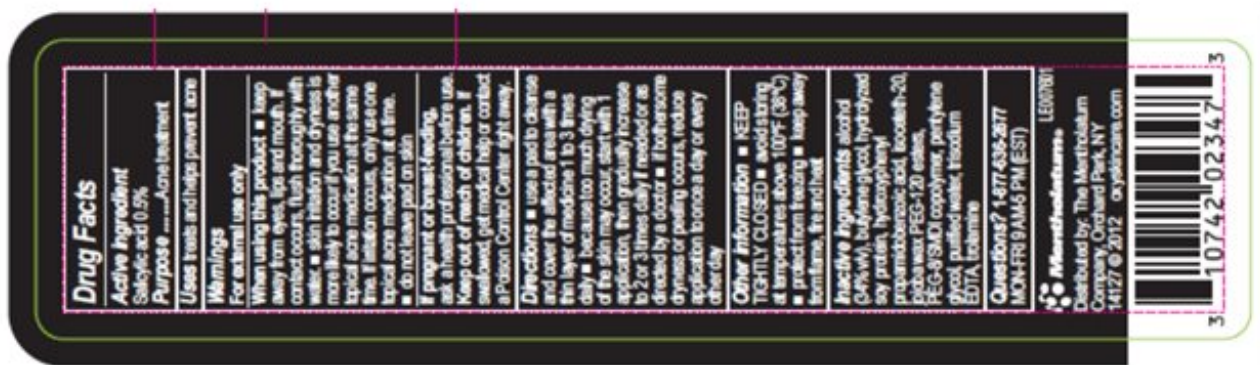 Drug Facts
Active ingredient
Salicylic acid 0.5%
Purpose......Acne treatment
Uses treats and helps prevent acne
Warnings
For external use only
When using this product ■ keep
away from eyes, lips and mouth. If
contact occurs, flush thoroughly with
water. ■ skin irritation and dryness is
more likely to occur if you use another
topical acne medication at the same
time. If irritation occurs, only use one
topical acne medication at a time.
■ do not leave pad on skin
If pregnant or breast-feeding,
ask a health professional before use.
Keep out of reach of children. If
swallowed, get medical help or contact
a Poison Control Center right away.
Directions ■ use pad to cleanse
and cover the affected area with a
thin layer of medicine 1 to 3 times
daily ■ because too much drying
of the skin may occur, start with 1
application, then gradually increase
to 2 or 3 times daily if needed or as
directed by a doctor ■ if bothersome
dryness or peeling occurs, reduce
application to once a day or every
other day
Other information ■ KEEP
TIGHTLY CLOSED ■ avoid storing
at temperatures above 100°F (38°C)
■ protect from freezing ■ keep away
from flame, fire and heat
Inactive ingredients alcohol
(34% w/v), butylene glycol, hydrolyzed
soy protein, hydroxyphenyl
propamidobenzoic acid, isoceteth-20,
palmbawax PEG-120 esters,
PEG-8/SMDI copolymer, pentylene
glycol, purified water, trisodium
EDTA, trolamine
Questions? 1-877-636-2677
MON-FRI 9 AM-5 PM (EST)
Mentholatum
LE007601
Distributed by: The Mentholatum
Company, Orchard Park, NY
14127 © 2012 oxyskincare.com
3 10742 02347 3